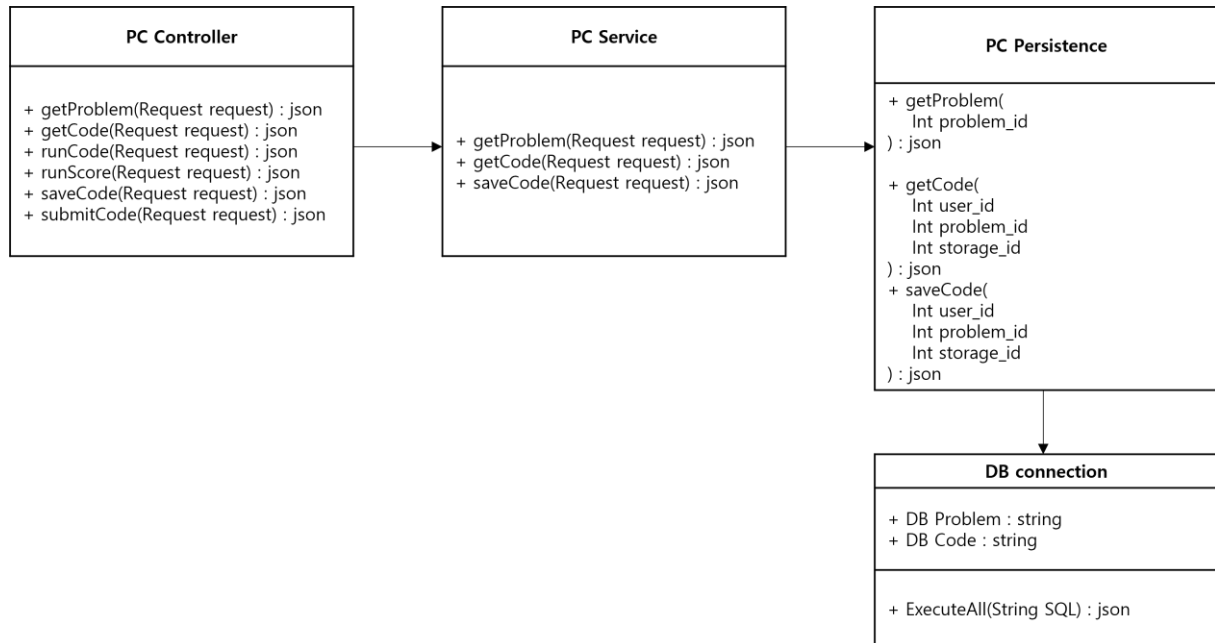 PC Controller
+ getProblem(Request request) : json
+ getCode(Request request) : json
+ runCode(Request request) : json
+ runScore(Request request) : json
+ saveCode(Request request) : json
+ submitCode(Request request) : json
PC Service
+ getProblem(Request request) : json
+ getCode(Request request) : json
+ saveCode(Request request) : json
PC Persistence
+ getProblem(
Int problem_id
) : json
+ getCode(
Int user_id
Int problem_id
Int storage_id
) : json
+ saveCode(
Int user_id
Int problem_id
Int storage_id
) : json
DB connection
+ DB Problem : string
+ DB Code : string
+ ExecuteAll(String SQL) : json